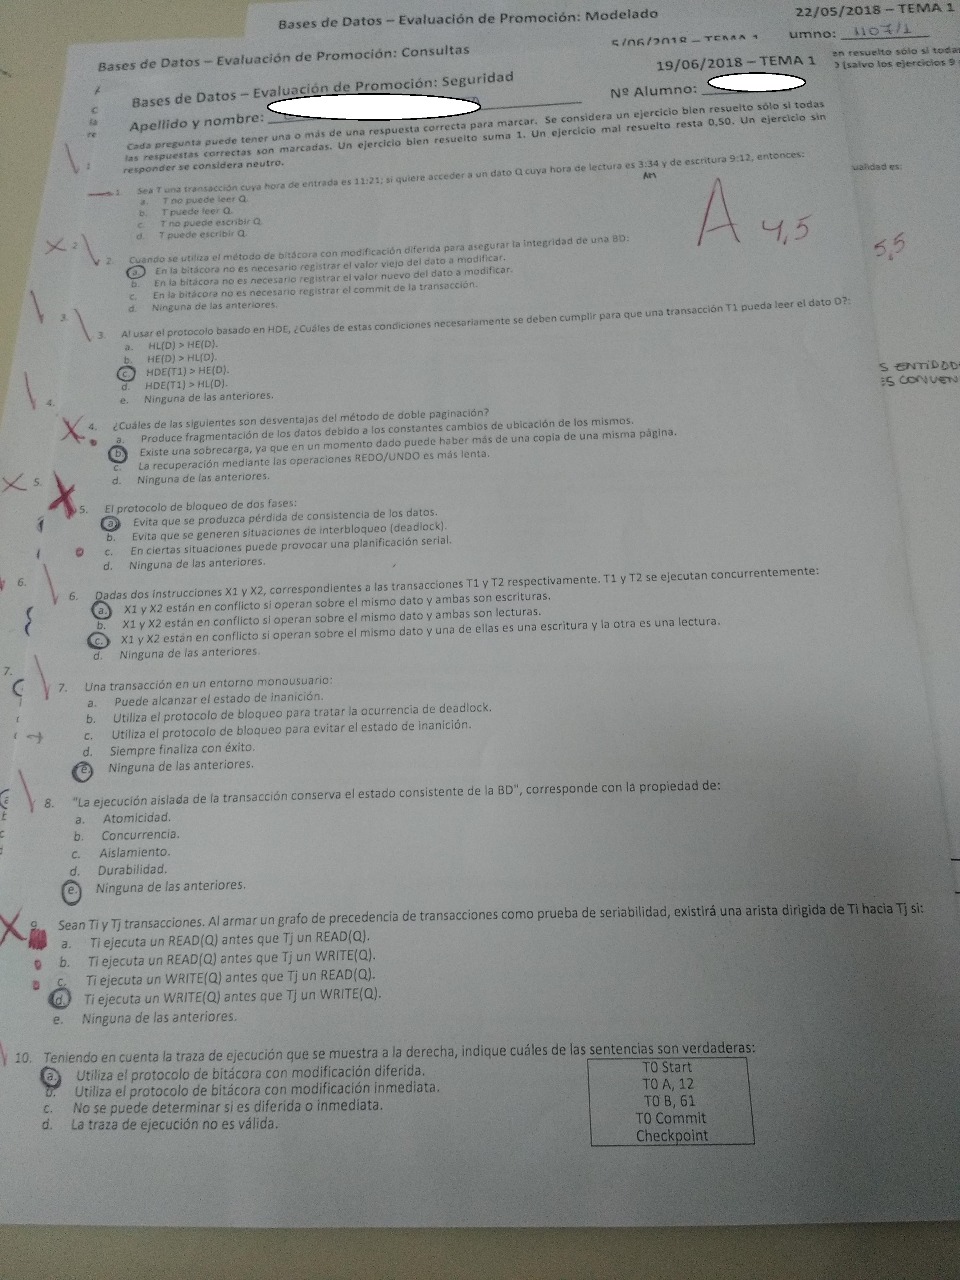 Bases de Datos – Evaluación de Promoción: Modelado
22/05/2018 – TEMA 1
umno: 1107/1
Bases de Datos – Evaluación de Promoción: Consultas
5/06/2018 – TEMA 1
en resuelto sólo si todas
(salvo los ejercicios 9
Bases de Datos – Evaluación de Promoción: Seguridad
19/06/2018 – TEMA 1
Apellido y nombre:
Nº Alumno:
Cada pregunta puede tener una o más de una respuesta correcta para marcar. Se considera un ejercicio bien resuelto sólo si todas
las respuestas correctas son marcadas. Un ejercicio bien resuelto suma 1. Un ejercicio mal resuelto resta 0,50. Un ejercicio sin
responder se considera neutro.
1. Sea T una transacción cuya hora de entrada es 11:21; si quiere acceder a un dato Q cuya hora de lectura es 3:34 y de escritura 9:12, entonces:
a. T no puede leer Q.
b. T puede leer Q.
c. T no puede escribir Q.
d. T puede escribir Q.
A 4,5
ualidad es:
5,5
2. Cuando se utiliza el método de bitácora con modificación diferida para asegurar la integridad de una BD:
a. En la bitácora no es necesario registrar el valor viejo del dato a modificar.
b. En la bitácora no es necesario registrar el valor nuevo del dato a modificar.
c. En la bitácora no es necesario registrar el commit de la transacción.
d. Ninguna de las anteriores.
3. Al usar el protocolo basado en HDE, ¿Cuáles de estas condiciones necesariamente se deben cumplir para que una transacción T1 pueda leer el dato D?:
a. HL(D) > HE(D).
b. HE(D) > HL(D).
c. HDE(T1) > HE(D).
d. HDE(T1) > HL(D).
e. Ninguna de las anteriores.
S ENTIDAD
ES CONVEN
4. ¿Cuáles de las siguientes son desventajas del método de doble paginación?
a. Produce fragmentación de los datos debido a los constantes cambios de ubicación de los mismos.
b. Existe una sobrecarga, ya que en un momento dado puede haber más de una copia de una misma página.
c. La recuperación mediante las operaciones REDO/UNDO es más lenta.
d. Ninguna de las anteriores.
5. El protocolo de bloqueo de dos fases:
a. Evita que se produzca pérdida de consistencia de los datos.
b. Evita que se generen situaciones de interbloqueo (deadlock).
c. En ciertas situaciones puede provocar una planificación serial.
d. Ninguna de las anteriores.
6. Dadas dos instrucciones X1 y X2, correspondientes a las transacciones T1 y T2 respectivamente. T1 y T2 se ejecutan concurrentemente:
a. X1 y X2 están en conflicto si operan sobre el mismo dato y ambas son escrituras.
b. X1 y X2 están en conflicto si operan sobre el mismo dato y ambas son lecturas.
c. X1 y X2 están en conflicto si operan sobre el mismo dato y una de ellas es una escritura y la otra es una lectura.
d. Ninguna de las anteriores.
7. Una transacción en un entorno monousuario:
a. Puede alcanzar el estado de inanición.
b. Utiliza el protocolo de bloqueo para tratar la ocurrencia de deadlock.
c. Utiliza el protocolo de bloqueo para evitar el estado de inanición.
d. Siempre finaliza con éxito.
e. Ninguna de las anteriores.
8. "La ejecución aislada de la transacción conserva el estado consistente de la BD", corresponde con la propiedad de:
a. Atomicidad.
b. Concurrencia.
c. Aislamiento.
d. Durabilidad.
e. Ninguna de las anteriores.
9. Sean Ti y Tj transacciones. Al armar un grafo de precedencia de transacciones como prueba de seriabilidad, existirá una arista dirigida de Ti hacia Tj si:
a. Ti ejecuta un READ(Q) antes que Tj un READ(Q).
b. Ti ejecuta un READ(Q) antes que Tj un WRITE(Q).
c. Ti ejecuta un WRITE(Q) antes que Tj un READ(Q).
d. Ti ejecuta un WRITE(Q) antes que Tj un WRITE(Q).
e. Ninguna de las anteriores.
10. Teniendo en cuenta la traza de ejecución que se muestra a la derecha, indique cuáles de las sentencias son verdaderas:
a. Utiliza el protocolo de bitácora con modificación diferida.
b. Utiliza el protocolo de bitácora con modificación inmediata.
c. No se puede determinar si es diferida o inmediata.
d. La traza de ejecución no es válida.
T0 Start
T0 A, 12
T0 B, 61
T0 Commit
Checkpoint